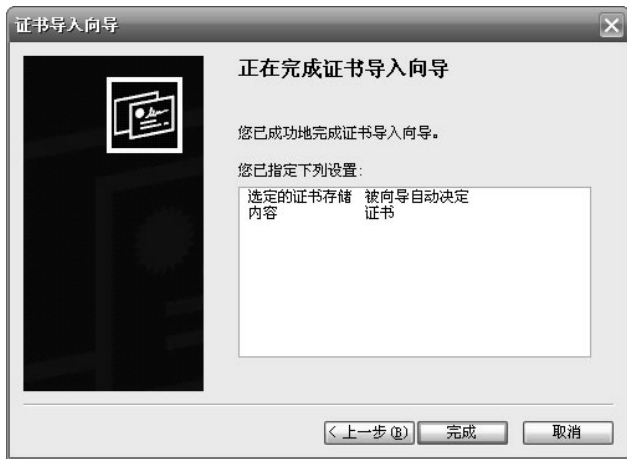 证书导入向导
正在完成证书导入向导
您已成功地完成证书导入向导。
您已指定下列设置:
选定的证书存储 被向导自动决定
内容 证书
< 上一步(B) 完成 取消